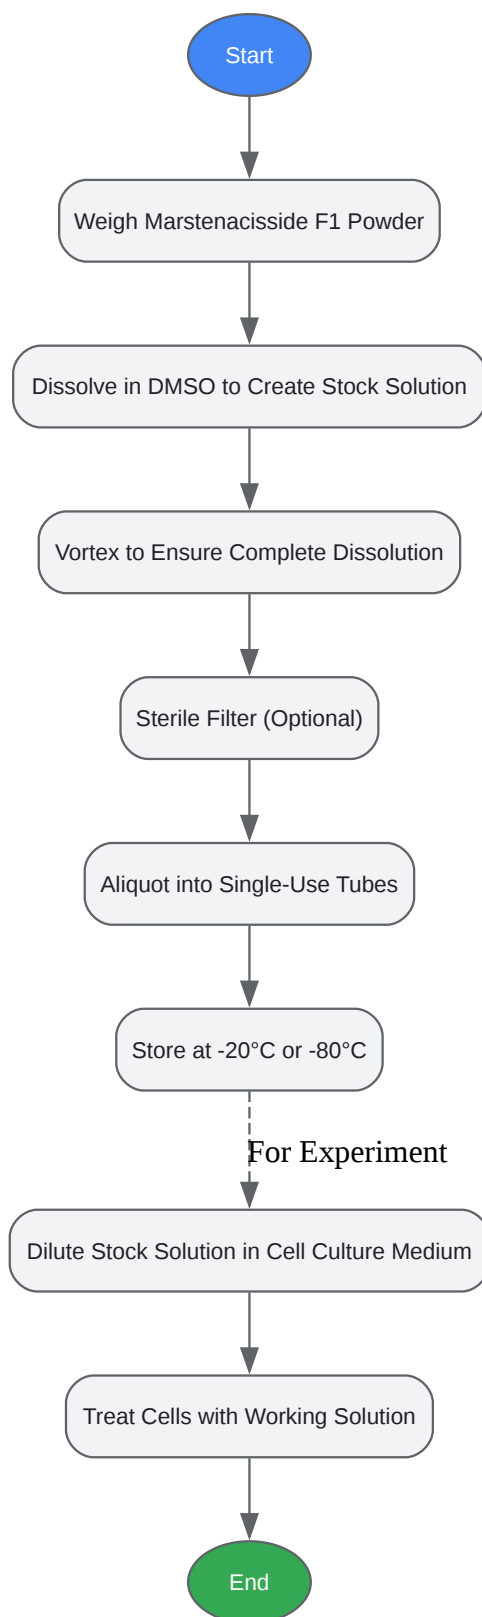 Start
Weigh Marstenacisside F1 Powder
Dissolve in DMSO to Create Stock Solution
Vortex to Ensure Complete Dissolution
Sterile Filter (Optional)
Aliquot into Single-Use Tubes
Store at -20°C or -80°C
For Experiment
Dilute Stock Solution in Cell Culture Medium
Treat Cells with Working Solution
End